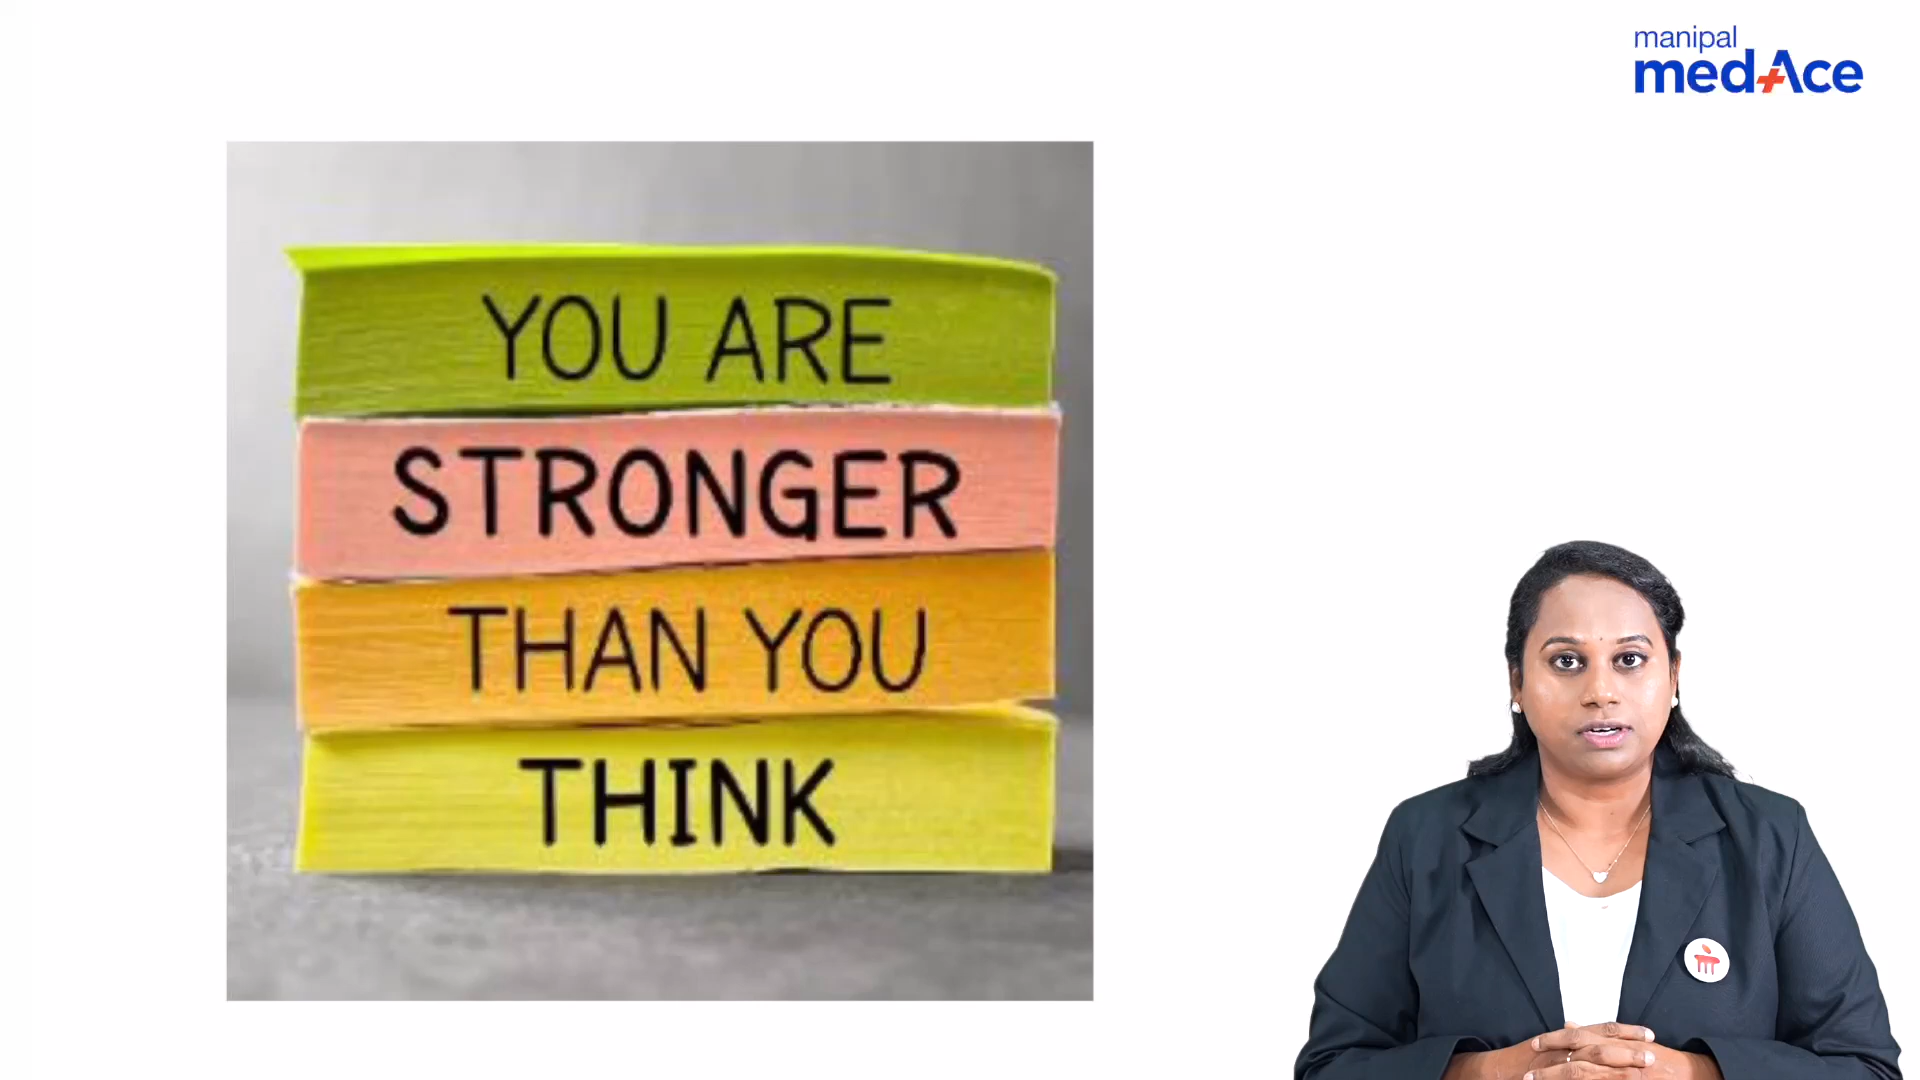 manipal
medAce
YOU ARE
STRONGER
THAN YOU
THINK